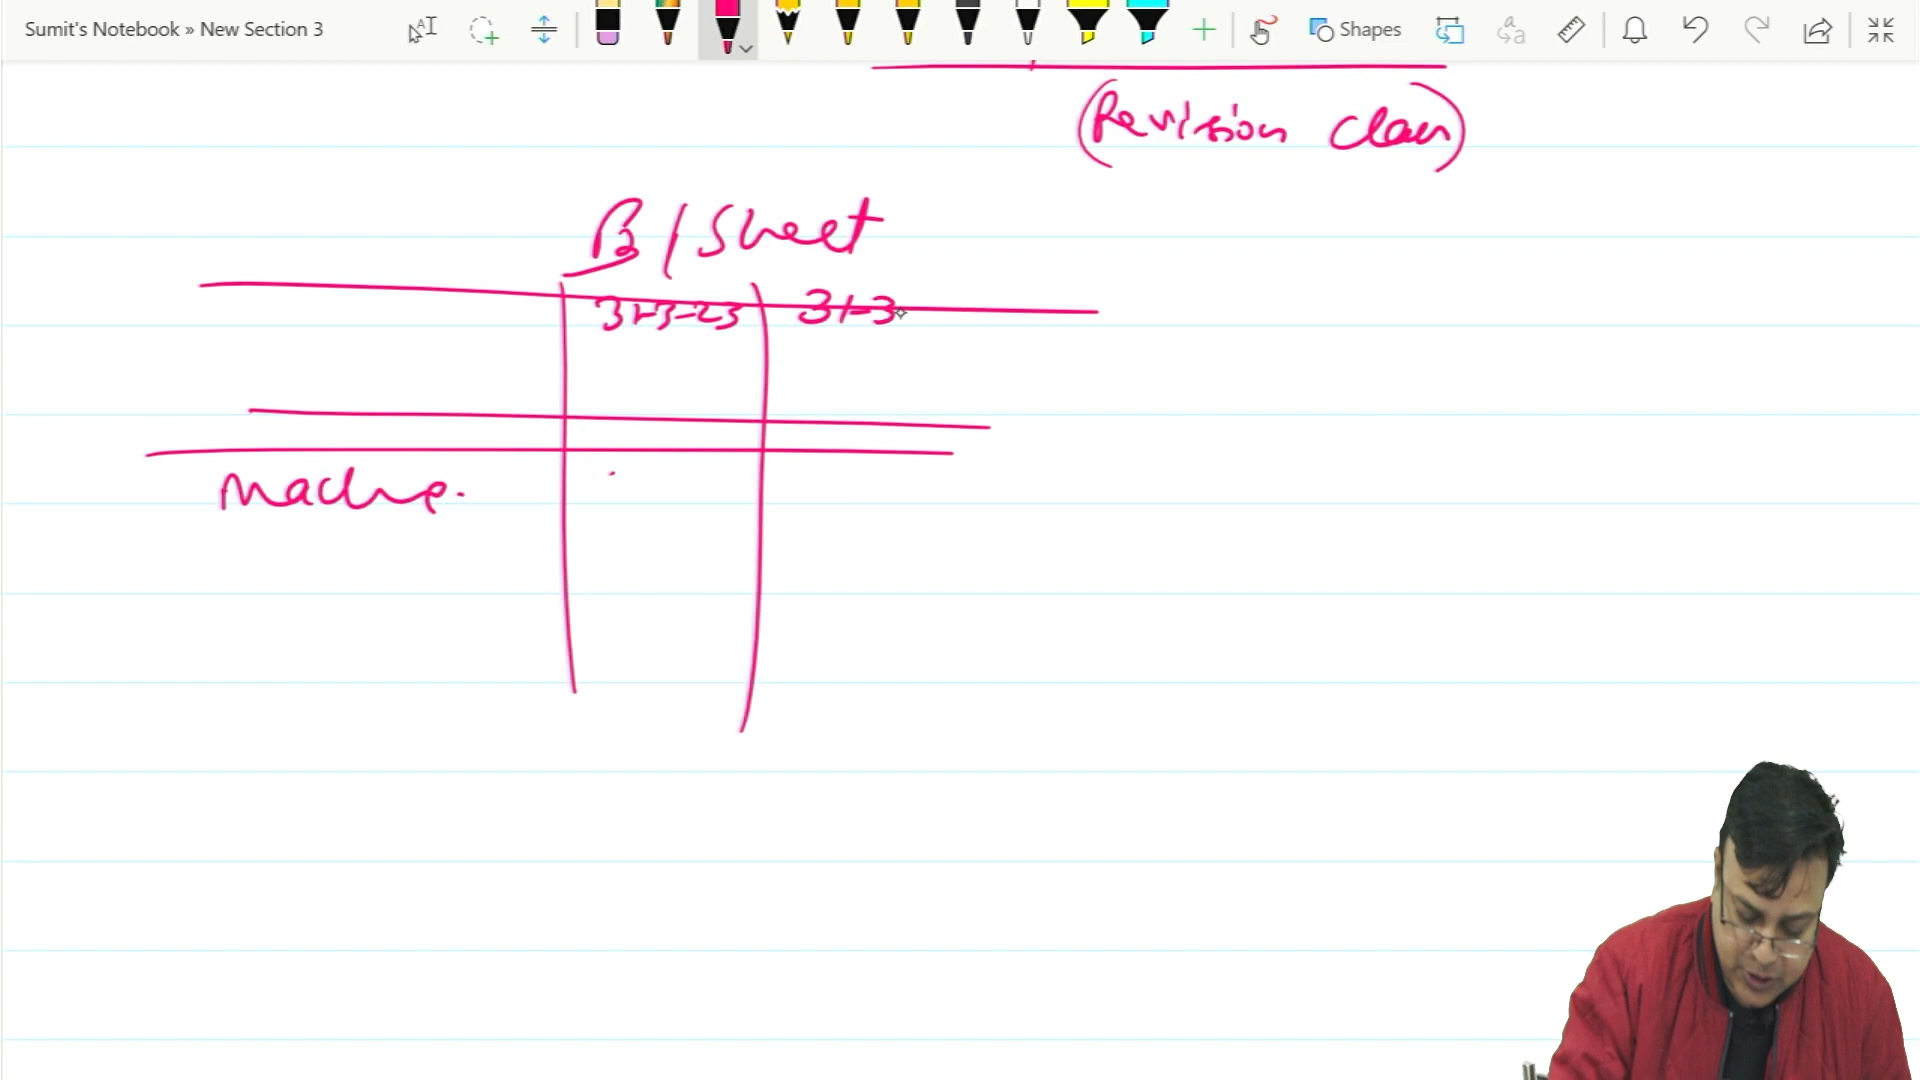 Sumit's Notebook » New Section 3 Shapes
(Revision Class)
B/Sheet
31-3-23 31-3
Machine.